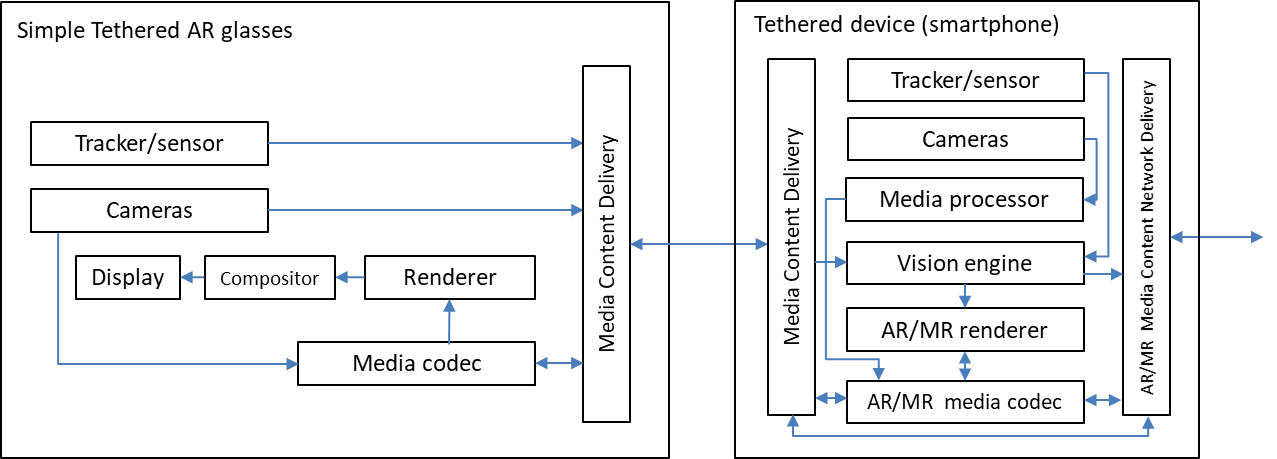 Simple Tethered AR glasses
Tracker/sensor
Cameras
Display
Compositor
Renderer
Media codec
Media Content Delivery
Tethered device (smartphone)
Media Content Delivery
Tracker/sensor
Cameras
Media processor
Vision engine
AR/MR renderer
AR/MR media codec
AR/MR Media Content Network Delivery